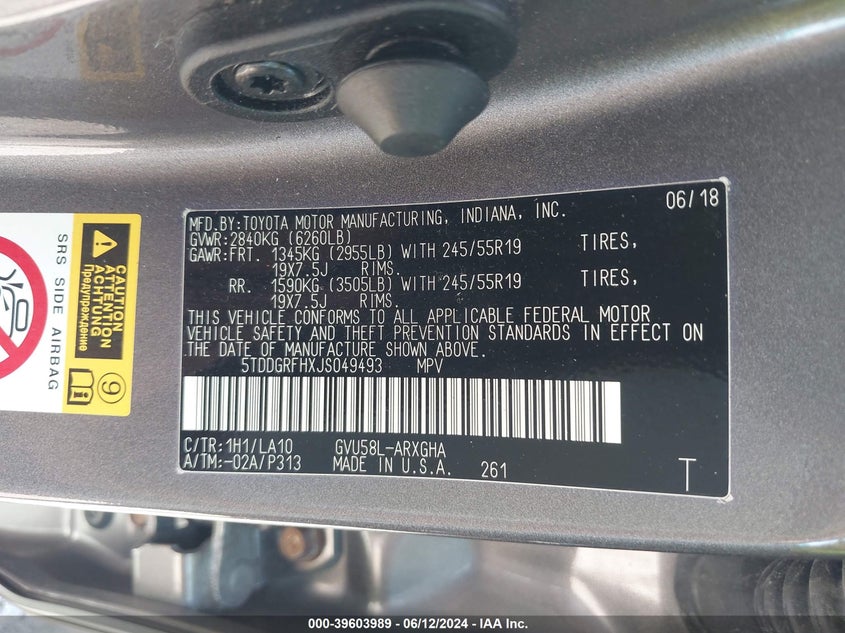 MFD.BY:TOYOTA MOTOR MANUFACTURING, INDIANA, INC. 06/18
GVWR:2840KG (6260LB)
GAWR:FRT. 1345KG (2955LB) WITH 245/55R19 TIRES,
19X7.5J RIMS.
RR. 1590KG (3505LB) WITH 245/55R19 TIRES,
19X7.5J RIMS.
THIS VEHICLE CONFORMS TO ALL APPLICABLE FEDERAL MOTOR
VEHICLE SAFETY AND THEFT PREVENTION STANDARDS IN EFFECT ON
THE DATE OF MANUFACTURE SHOWN ABOVE.
5TDDGRFHXJS049493 MPV
C/TR:1H1/LA10 GVU58L-ARXGHA
A/TM:-02A/P313 MADE IN U.S.A. 261 T
SRS SIDE AIRBAG
CAUTION
ATTENTION
ACHTUNG
Предупреждение
9
000-39603989 - 06/12/2024 - IAA Inc.